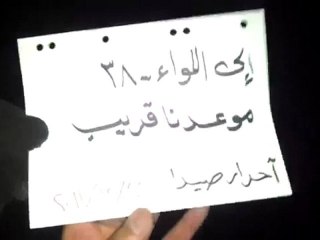 إلى اللواء - ٣٨
موعدنا قريب
أحرار صيدا